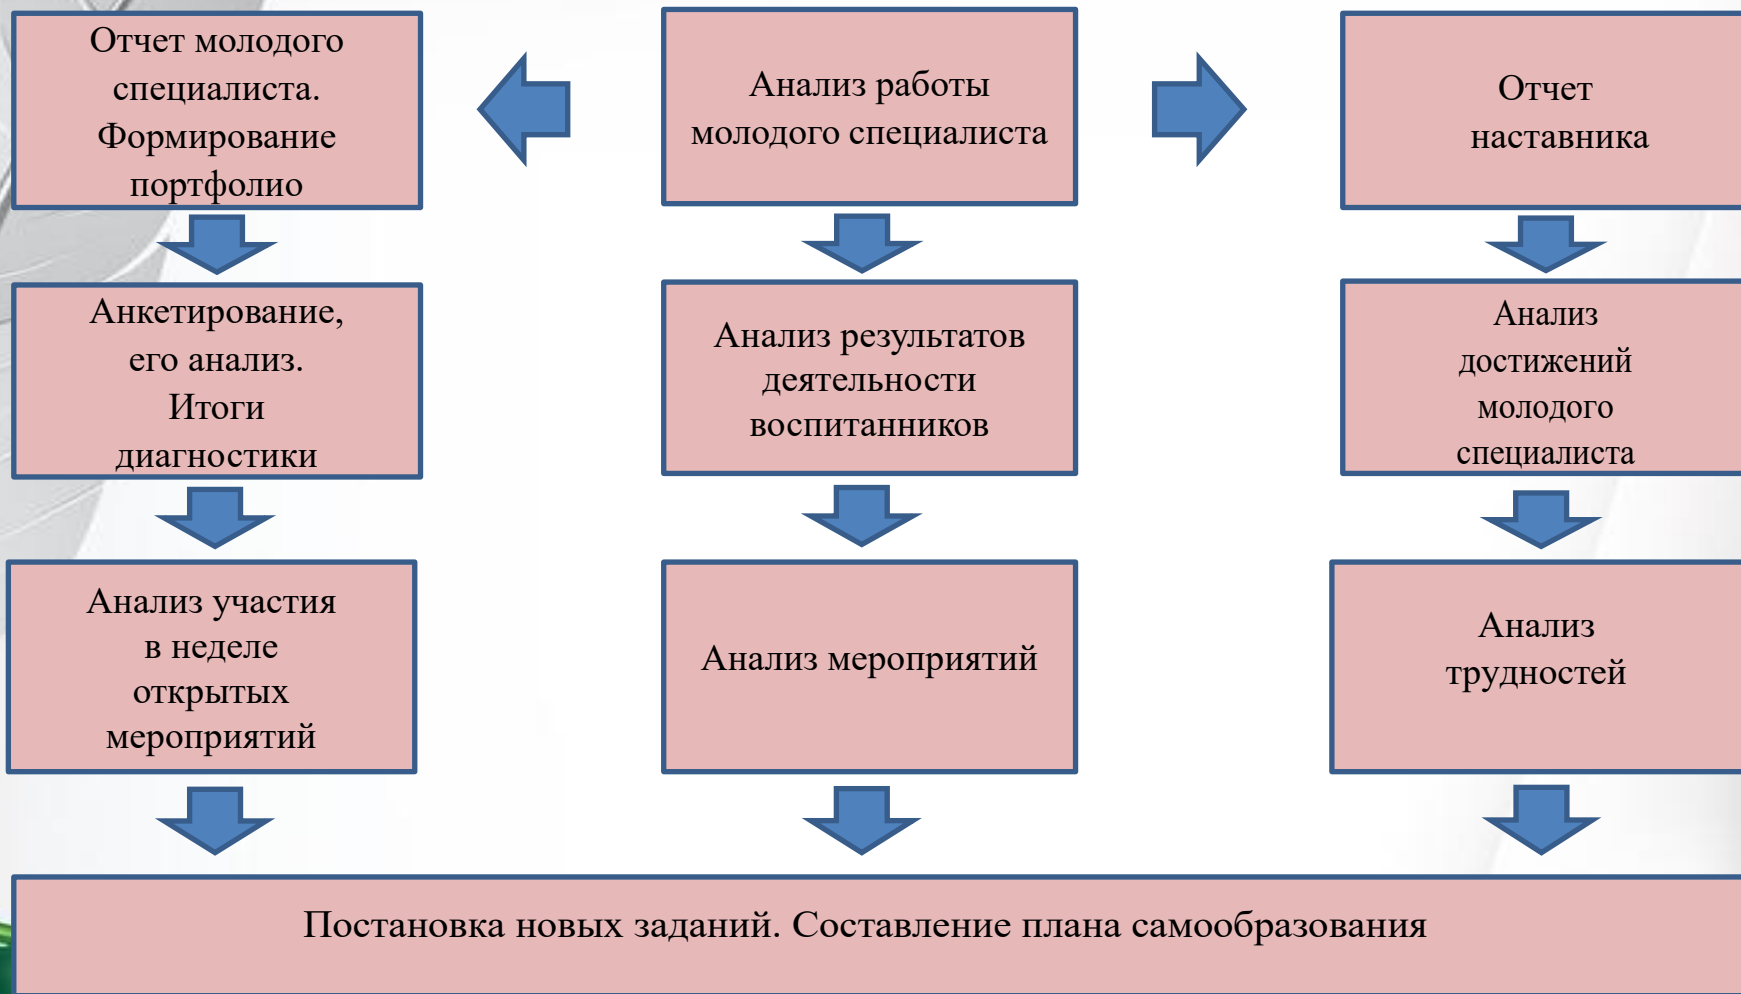 Отчет молодого
специалиста.
Формирование
портфолио
Анализ работы
молодого специалиста
Отчет
наставника
Анкетирование,
его анализ.
Итоги
диагностики
Анализ результатов
деятельности
воспитанников
Анализ
достижений
молодого
специалиста
Анализ участия
в неделе
открытых
мероприятий
Анализ мероприятий
Анализ
трудностей
Постановка новых заданий. Составление плана самообразования